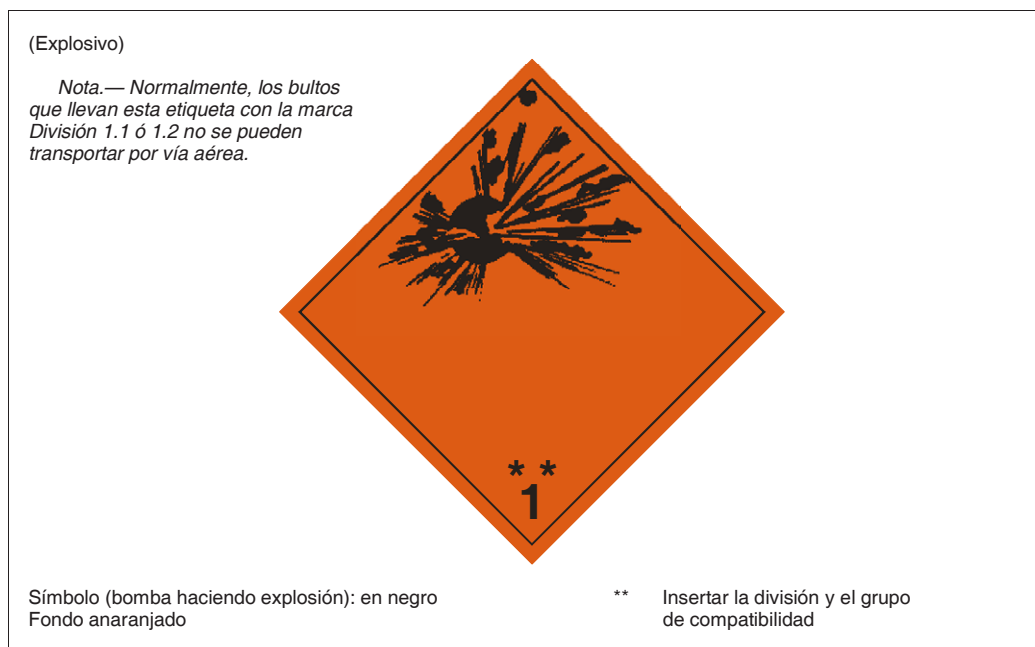 (Explosivo)
Nota.— Normalmente, los bultos
que llevan esta etiqueta con la marca
División 1.1 ó 1.2 no se pueden
transportar por vía aérea.
* *
1
Símbolo (bomba haciendo explosión): en negro
Fondo anaranjado
** Insertar la división y el grupo
de compatibilidad